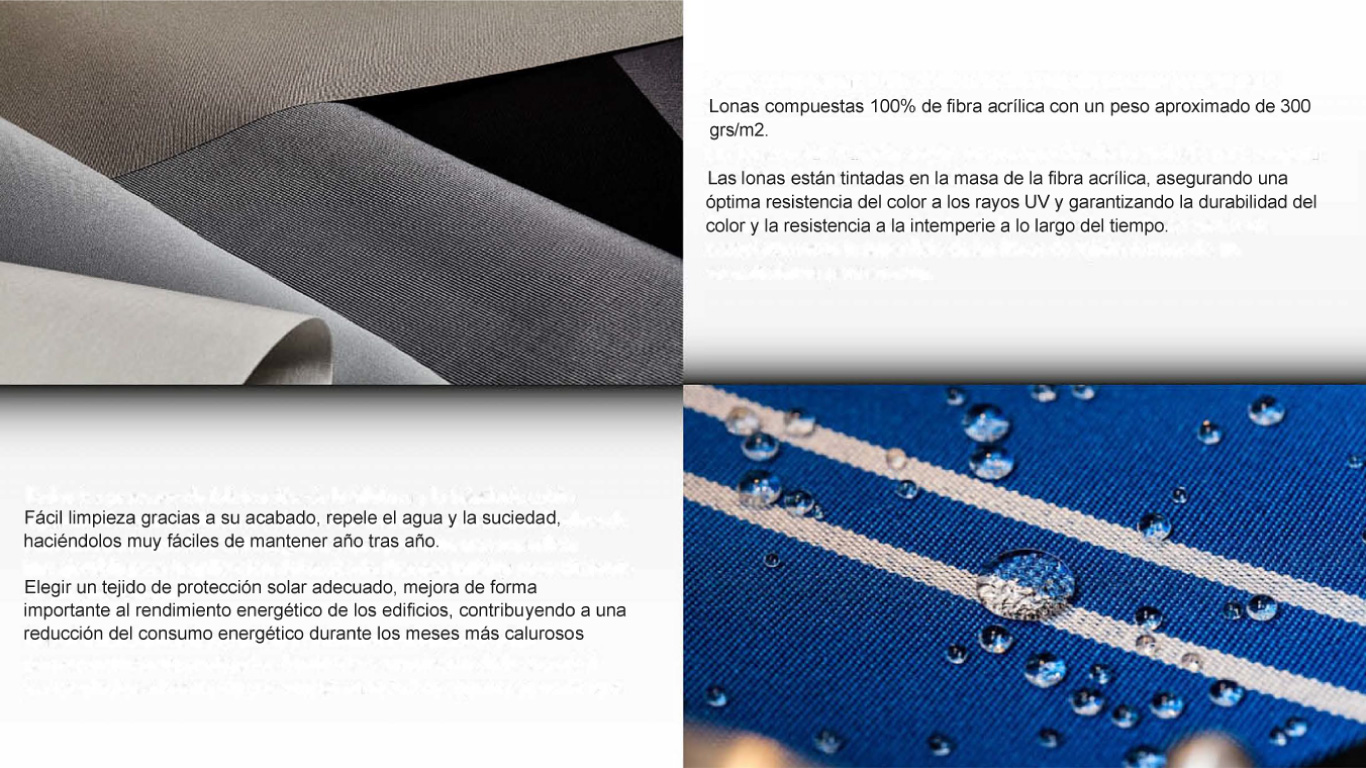 Lonas compuestas 100% de fibra acrílica con un peso aproximado de 300
grs/m2.
Las lonas están tintadas en la masa de la fibra acrílica, asegurando una
óptima resistencia del color a los rayos UV y garantizando la durabilidad del
color y la resistencia a la intemperie a lo largo del tiempo.
Fácil limpieza gracias a su acabado, repele el agua y la suciedad,
haciéndolos muy fáciles de mantener año tras año.
Elegir un tejido de protección solar adecuado, mejora de forma
importante al rendimiento energético de los edificios, contribuyendo a una
reducción del consumo energético durante los meses más calurosos